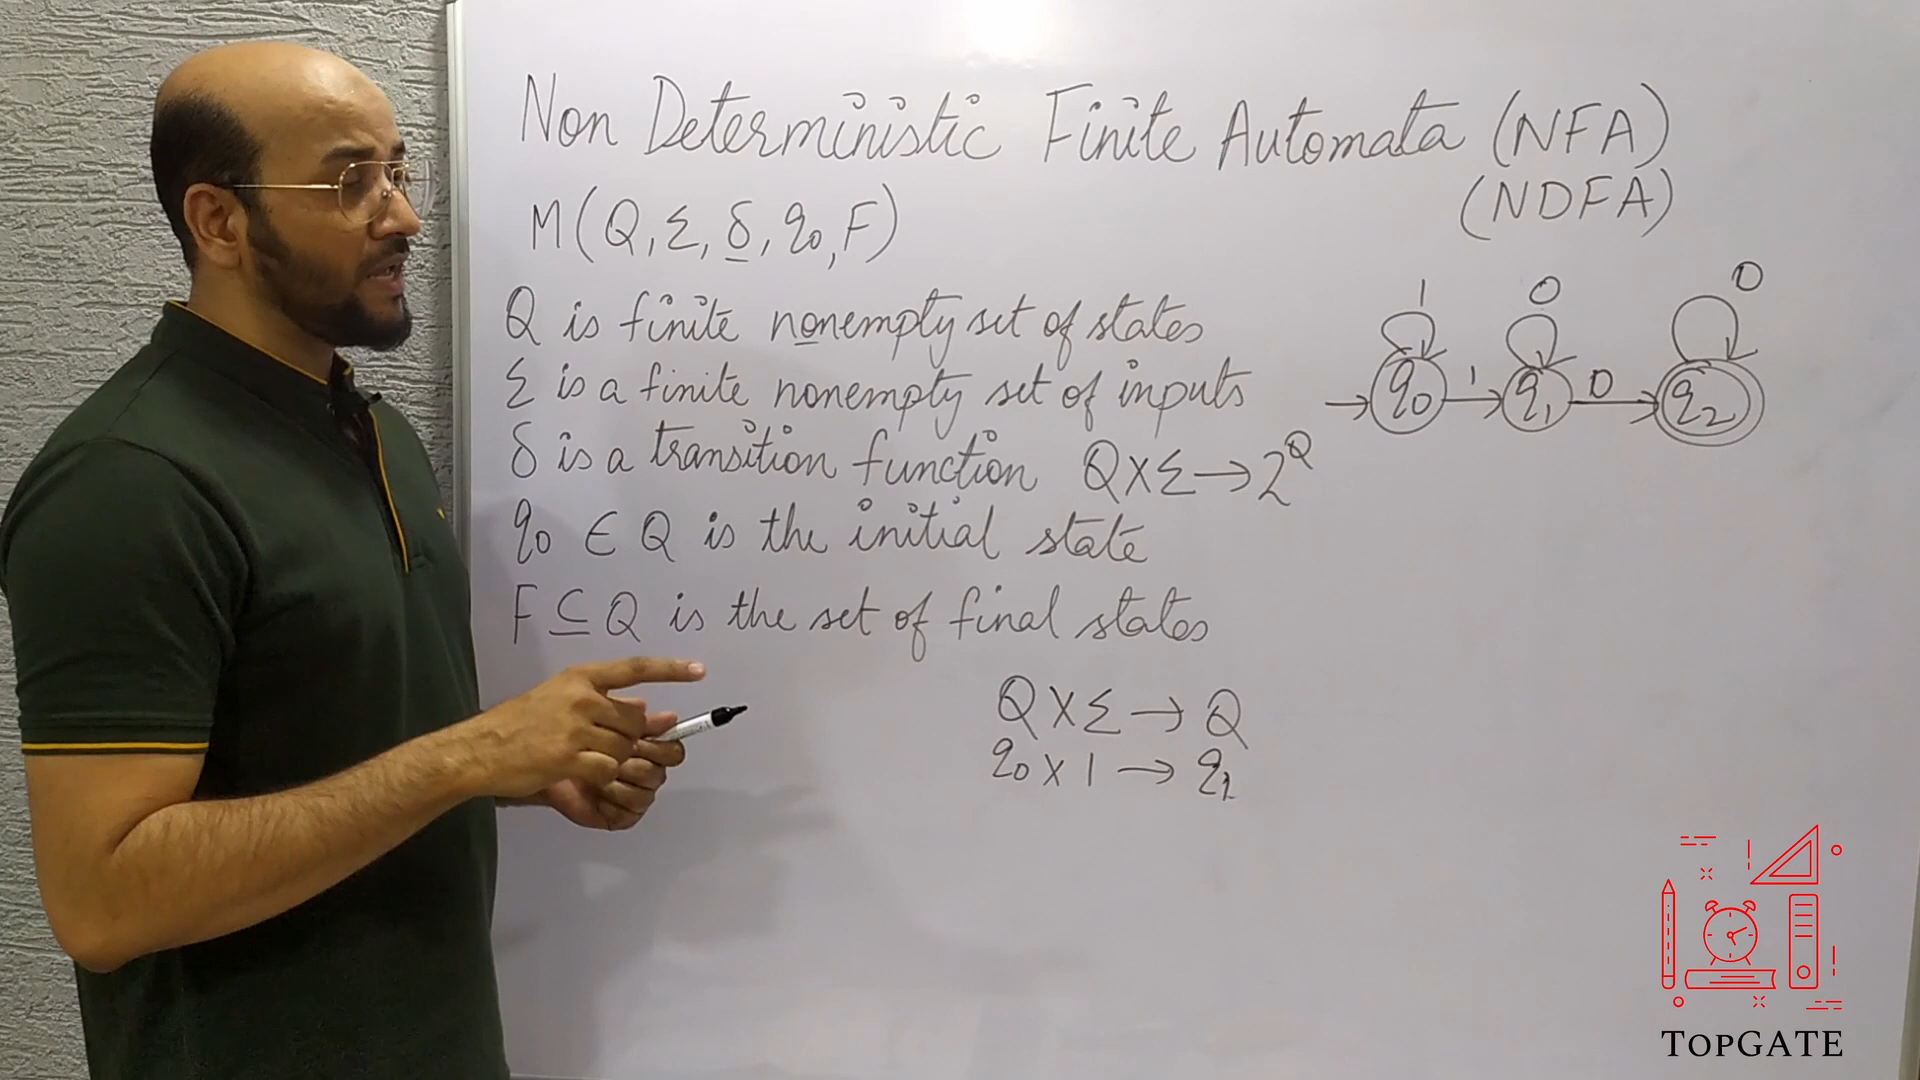 Non Deterministic Finite Automata (NFA)
(NDFA)
M(Q, Σ, δ, q0, F)
Q is finite nonempty set of states
Σ is a finite nonempty set of inputs
δ is a transition function Q×Σ→2^Q
q0 ∈ Q is the initial state
F ⊆ Q is the set of final states
Q×Σ→Q
q0×1→q1
1 0 0
→ q0 1→ q1 0→ q2
TOPGATE